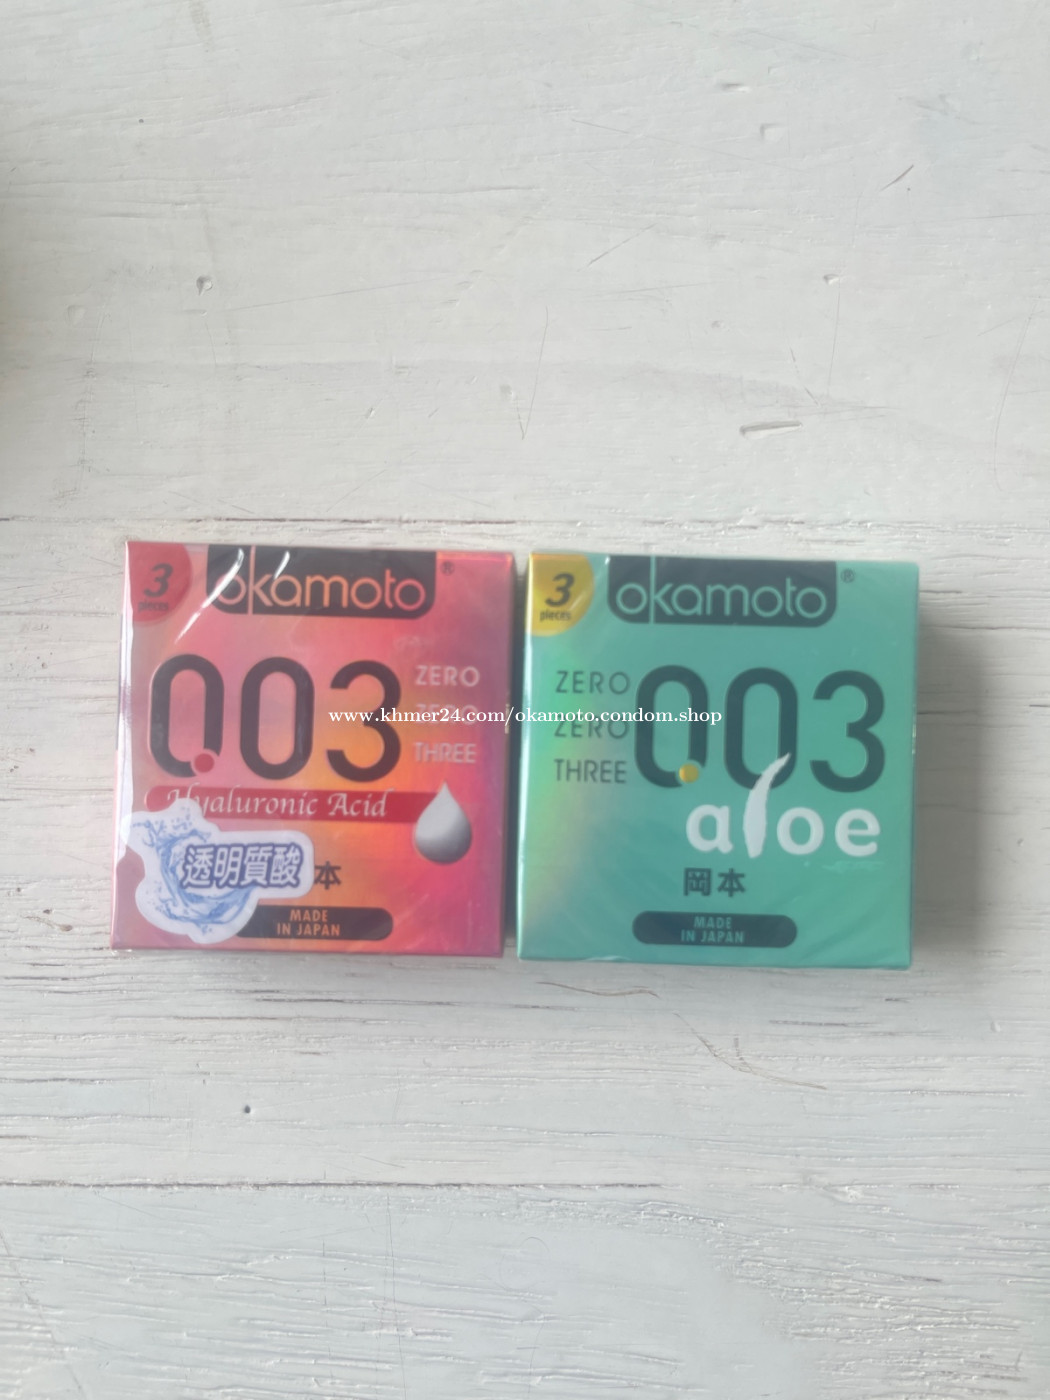 3
pieces
okamoto®
0.03
ZERO
ZERO
THREE
Hyaluronic Acid
透明質酸
本
MADE
IN JAPAN
3
pieces
okamoto®
ZERO
ZERO
THREE
0.03
aloe
岡本
MADE
IN JAPAN
www.khmer24.com/okamoto.condom.shop